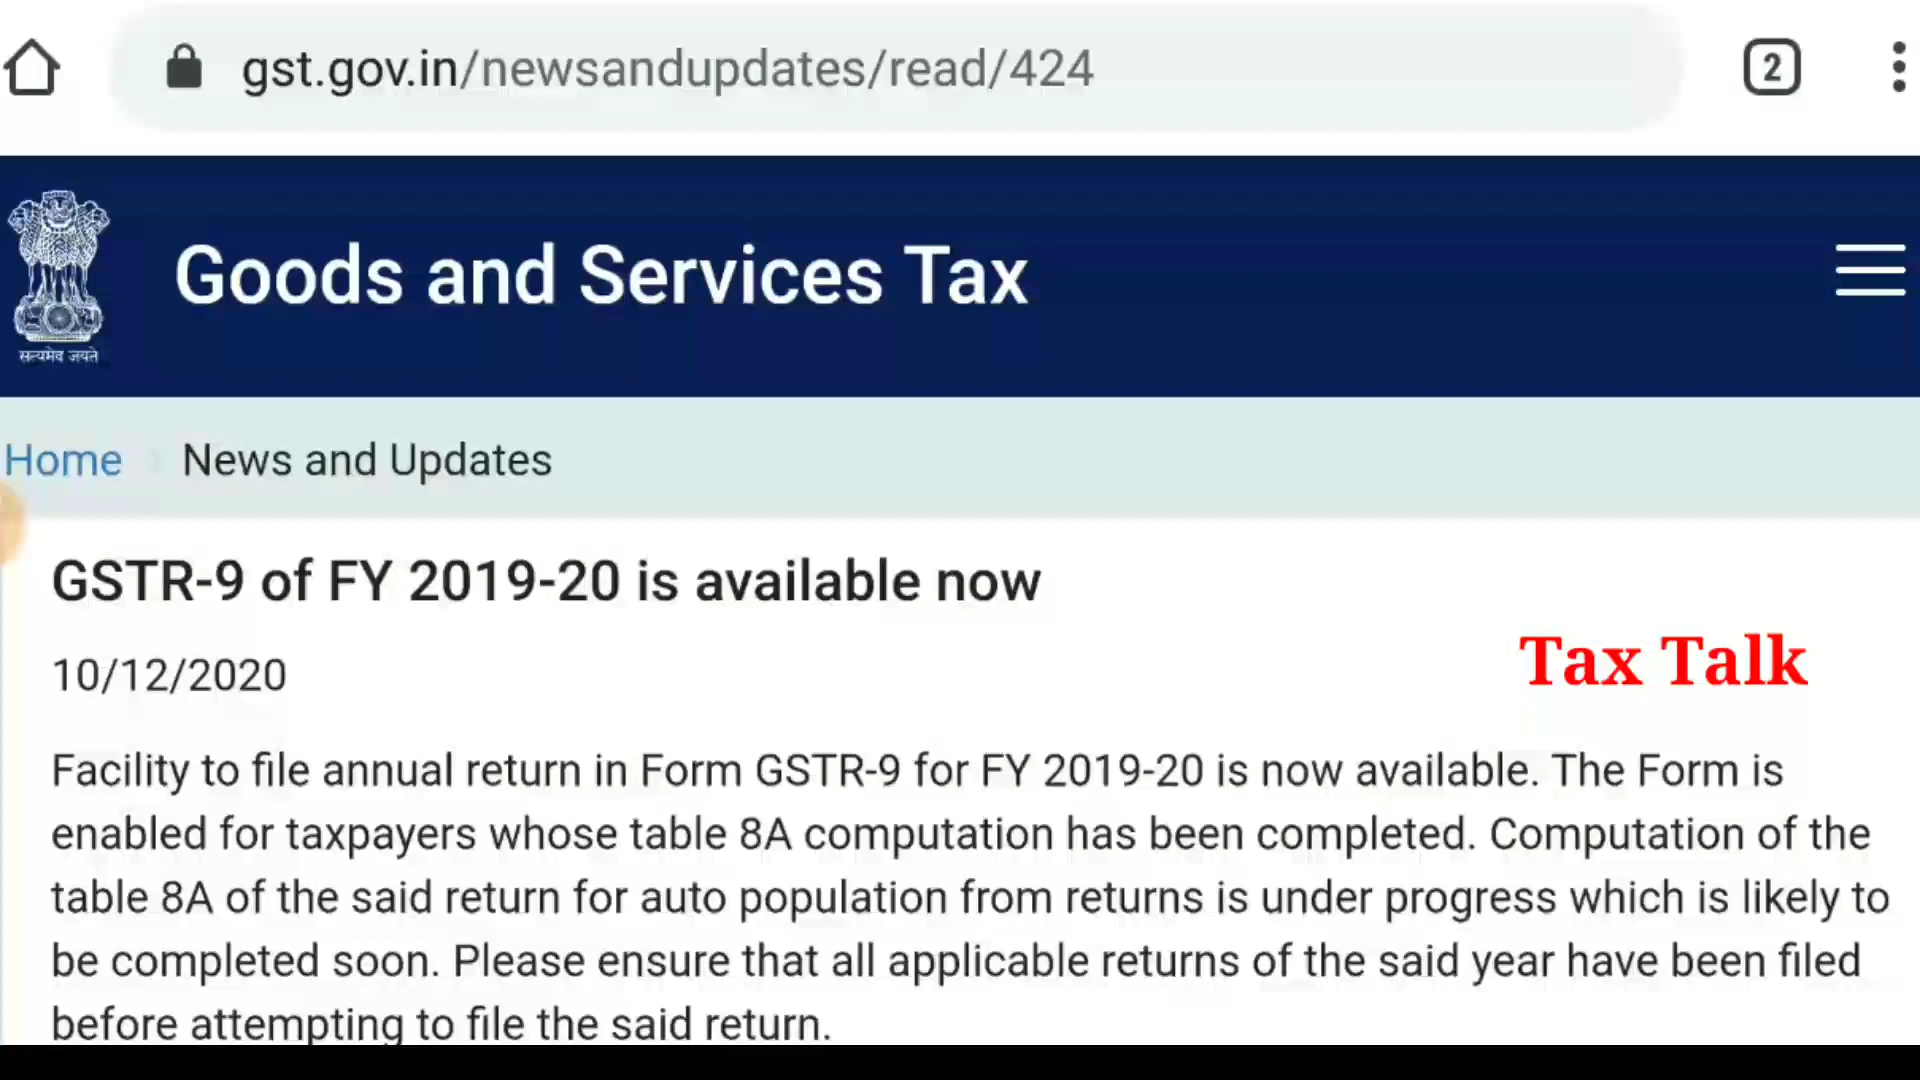 gst.gov.in/newsandupdates/read/424
2
Goods and Services Tax
सत्यमेव जयते
Home News and Updates
GSTR-9 of FY 2019-20 is available now
Tax Talk
10/12/2020
Facility to file annual return in Form GSTR-9 for FY 2019-20 is now available. The Form is
enabled for taxpayers whose table 8A computation has been completed. Computation of the
table 8A of the said return for auto population from returns is under progress which is likely to
be completed soon. Please ensure that all applicable returns of the said year have been filed
before attempting to file the said return.